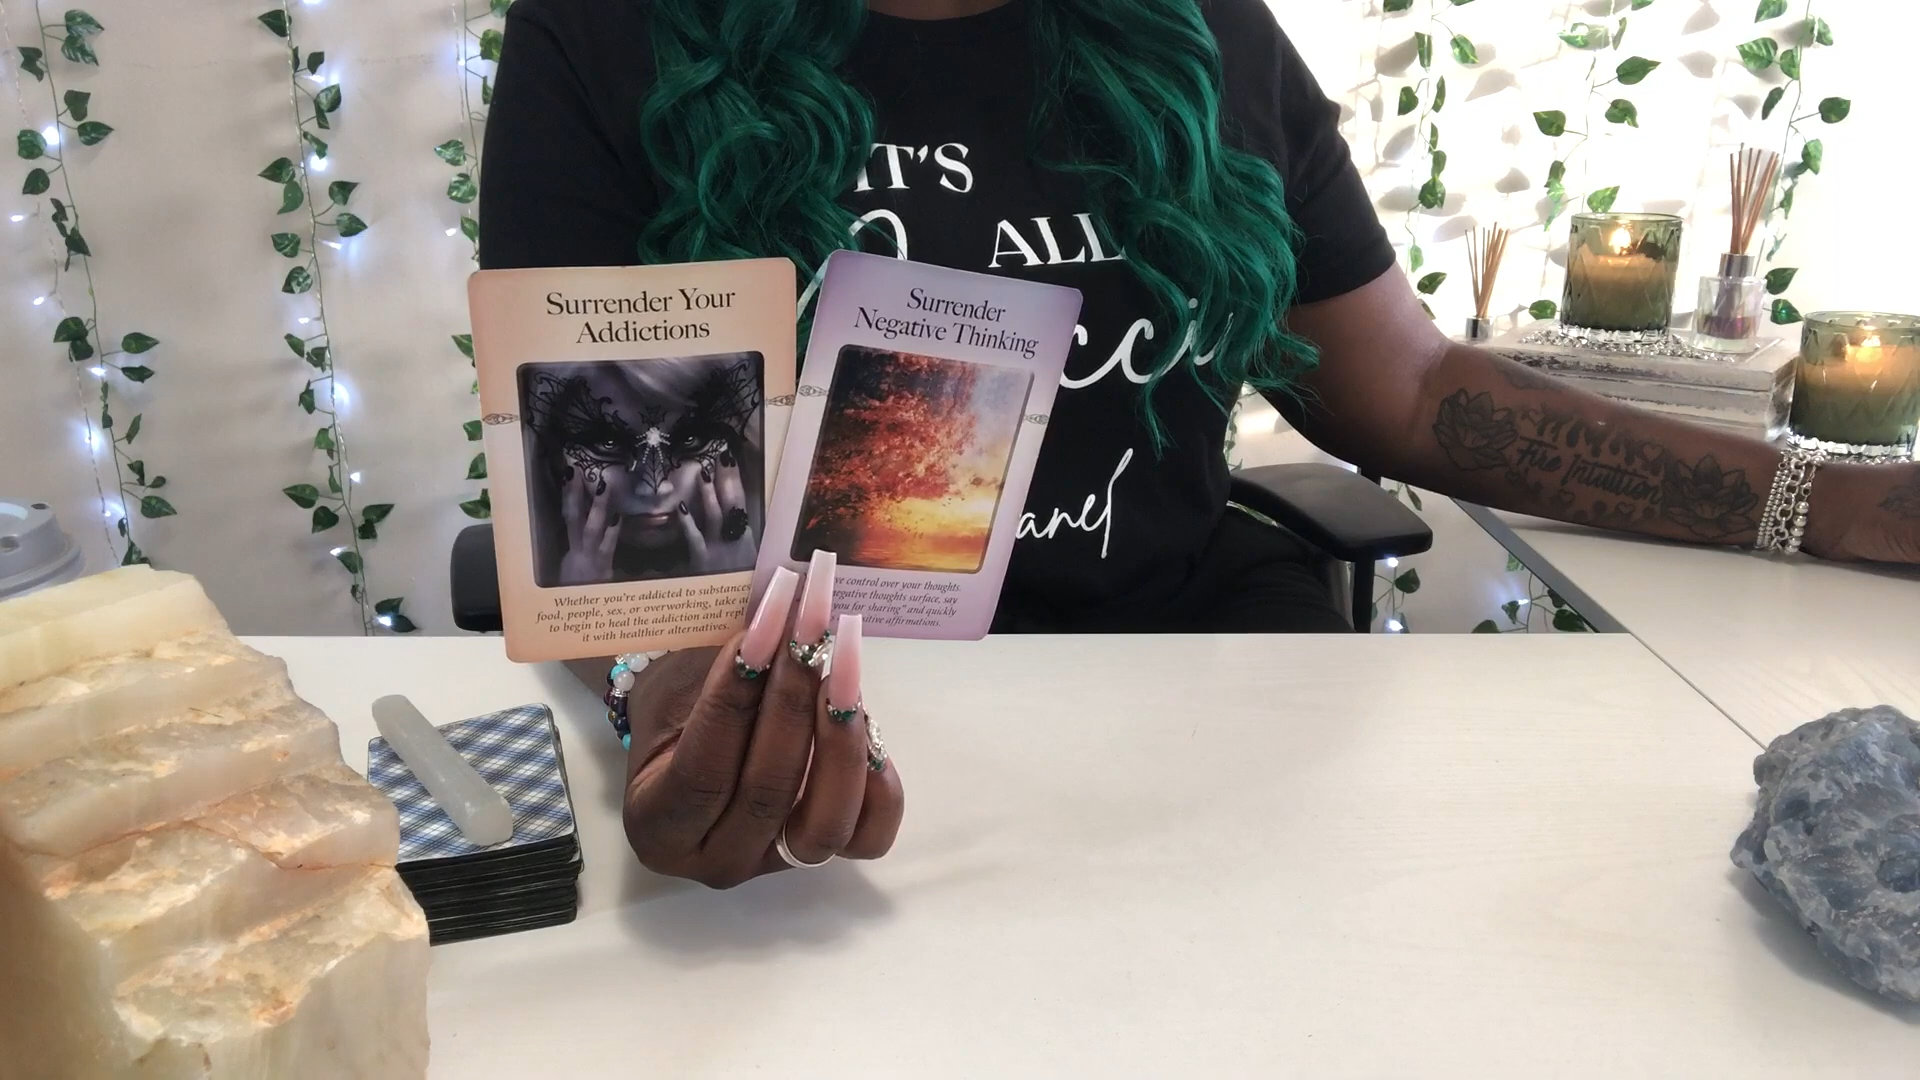 IT'S
ALL
cci
anel
Surrender Your
Addictions
Whether you're addicted to substances,
food, people, sex, or overworking, take
to begin to heal the addiction and
it with healthier alternatives.
Surrender
Negative Thinking
control over your thoughts.
negative thoughts surface, say
you for sharing" and quickly
affirmations.
Fire Intuition